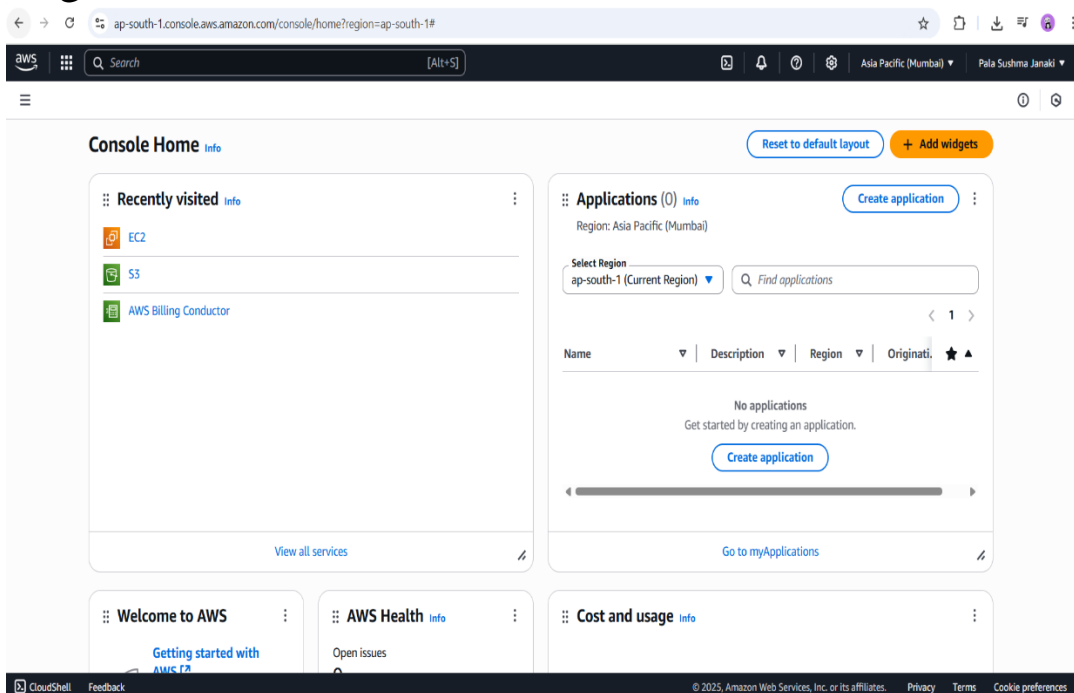 ap-south-1.console.aws.amazon.com/console/home?region=ap-south-1#
aws Search [Alt+S] Asia Pacific (Mumbai) Pala Sushma Janaki
Console Home Info
Reset to default layout
+ Add widgets
Recently visited Info
EC2
S3
AWS Billing Conductor
View all services
Applications (0) Info
Create application
Region: Asia Pacific (Mumbai)
Select Region
ap-south-1 (Current Region)
Find applications
1
Name Description Region Originati.
No applications
Get started by creating an application.
Create application
Go to myApplications
Welcome to AWS
Getting started with
AWS
AWS Health Info
Open issues
Cost and usage Info
CloudShell Feedback © 2025, Amazon Web Services, Inc. or its affiliates. Privacy Terms Cookie preferences